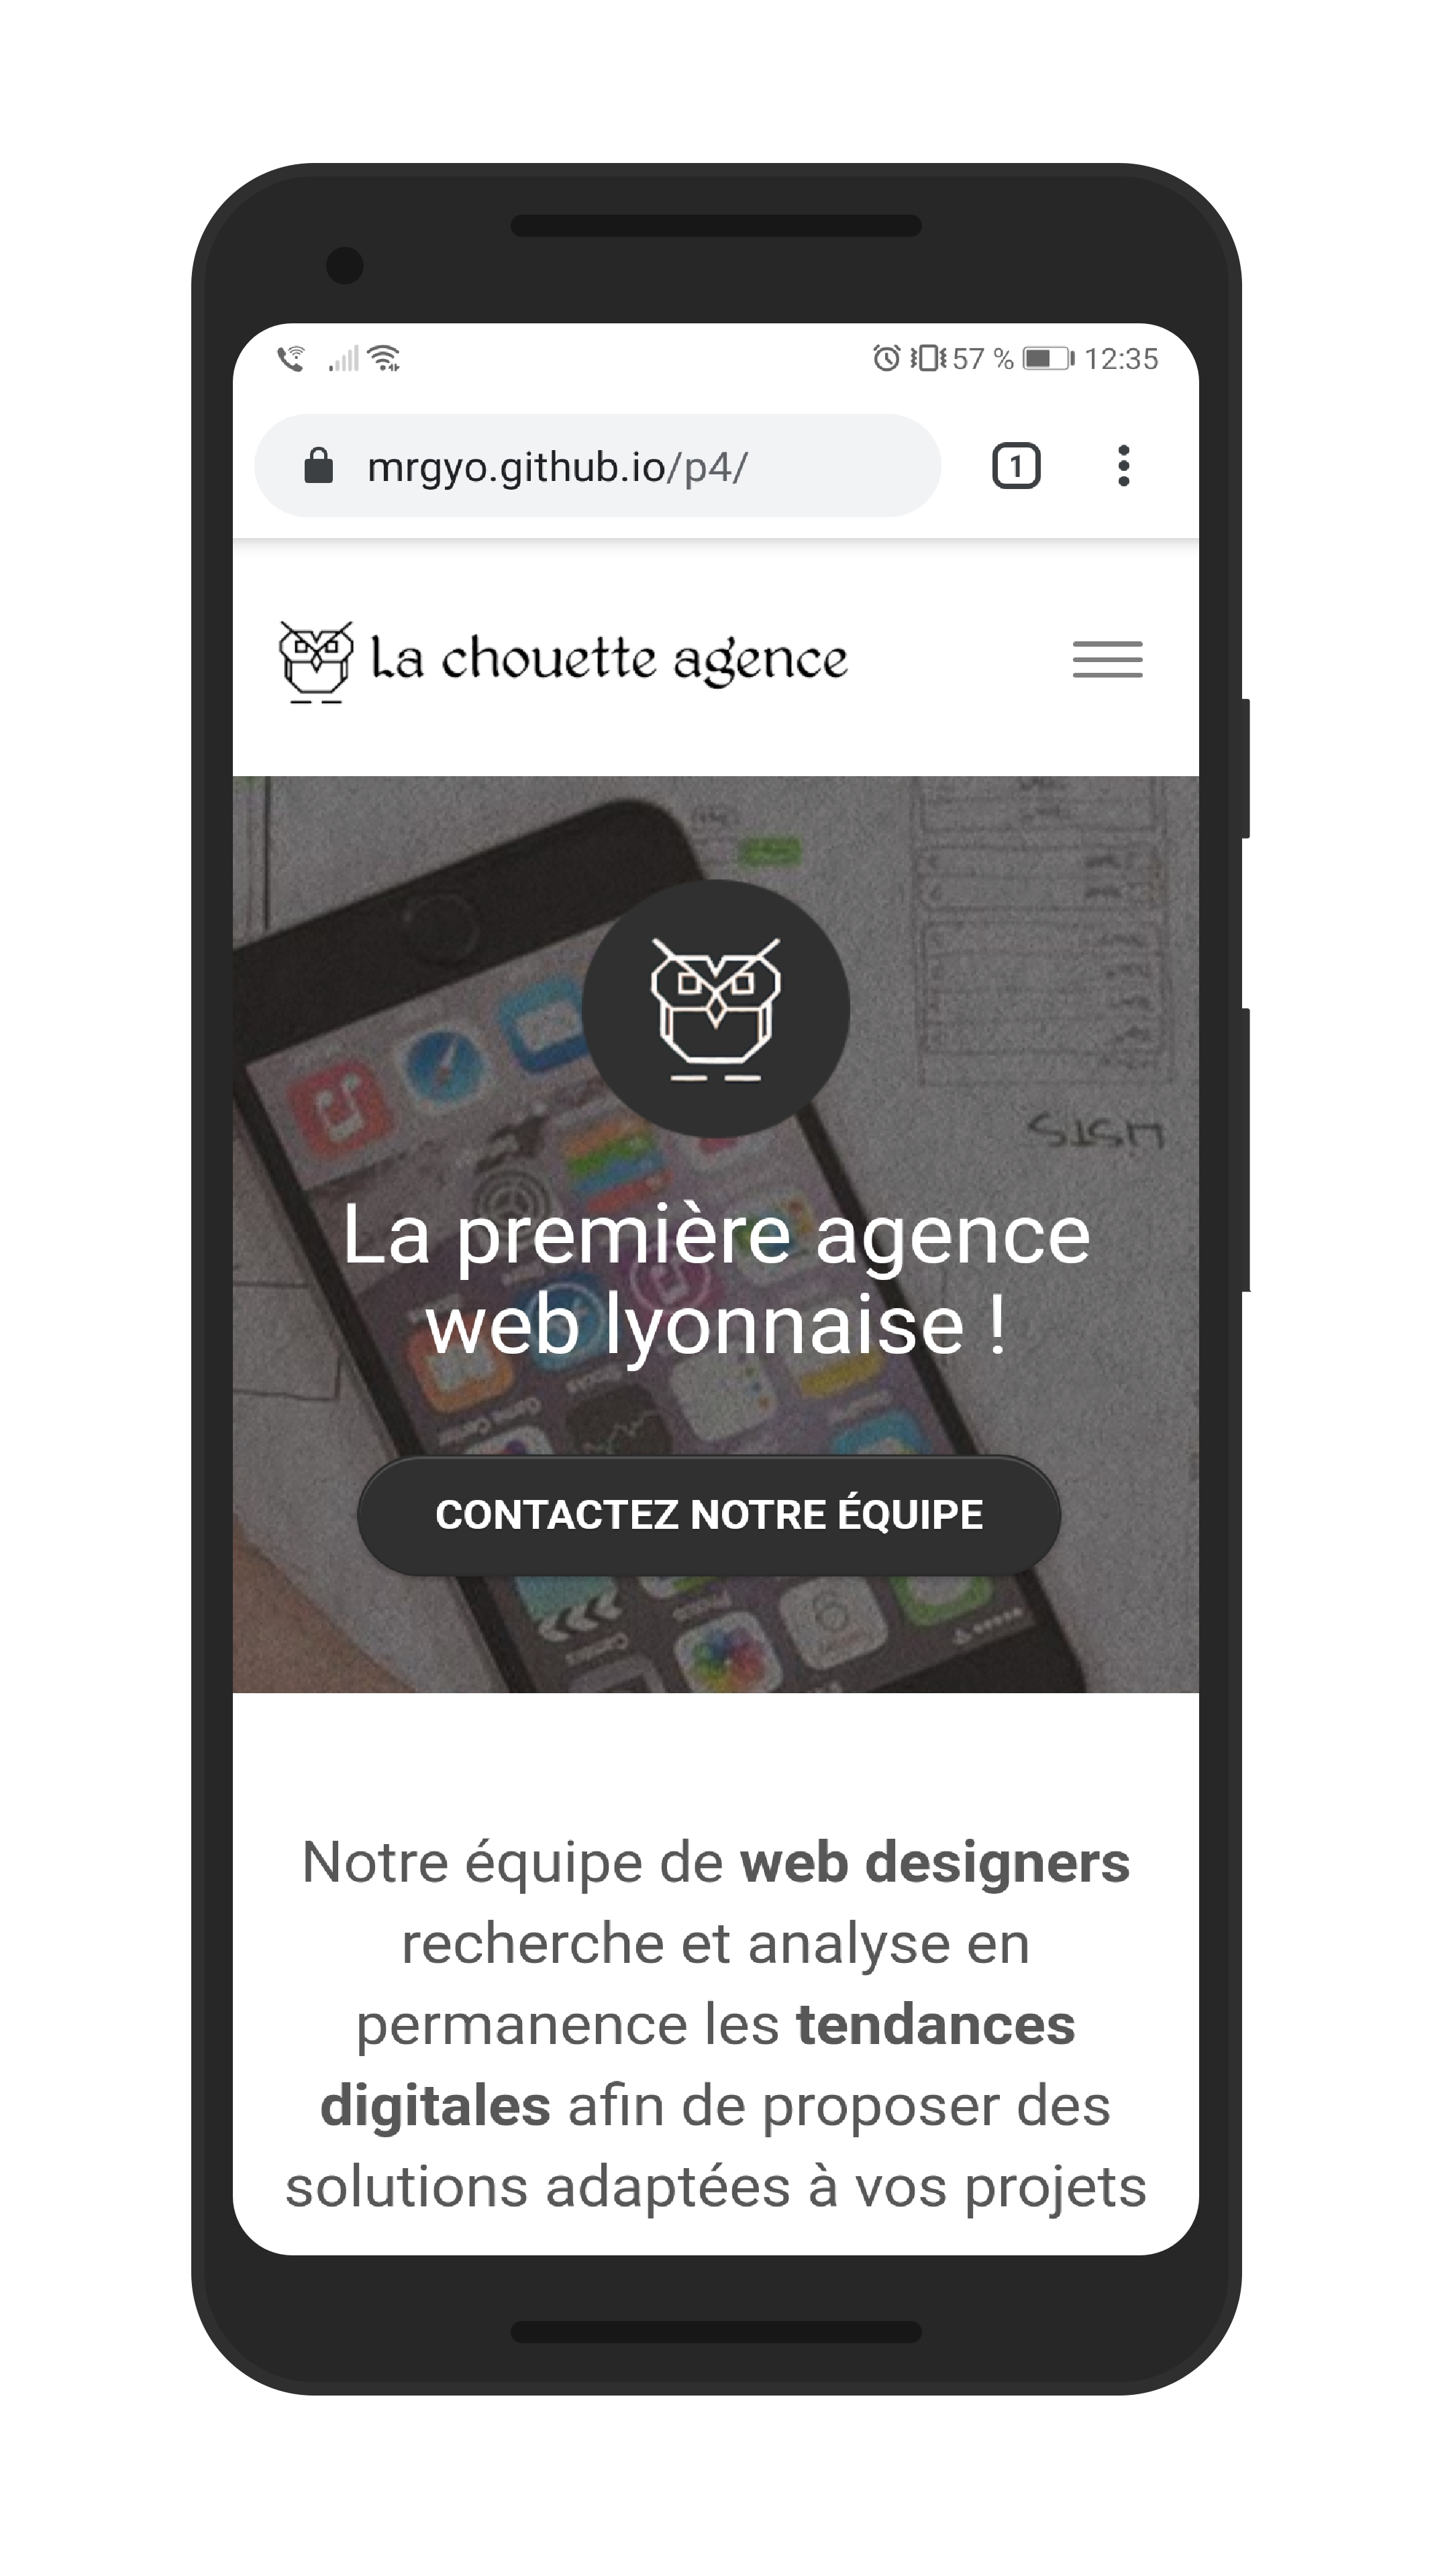 57 % 12:35
mrgyo.github.io/p4/ 1
La chouette agence
LISTS
La première agence
web lyonnaise !
CONTACTEZ NOTRE ÉQUIPE
Notre équipe de web designers
recherche et analyse en
permanence les tendances
digitales afin de proposer des
solutions adaptées à vos projets